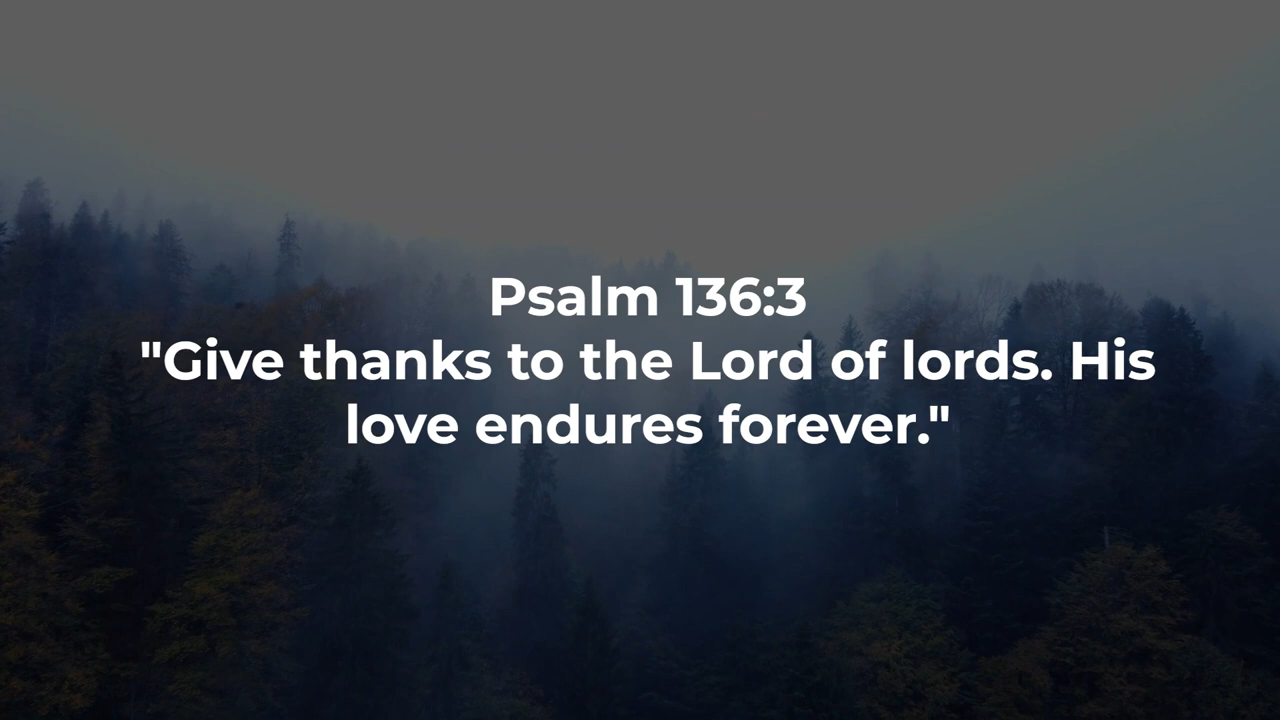 Psalm 136:3
"Give thanks to the Lord of lords. His
love endures forever."